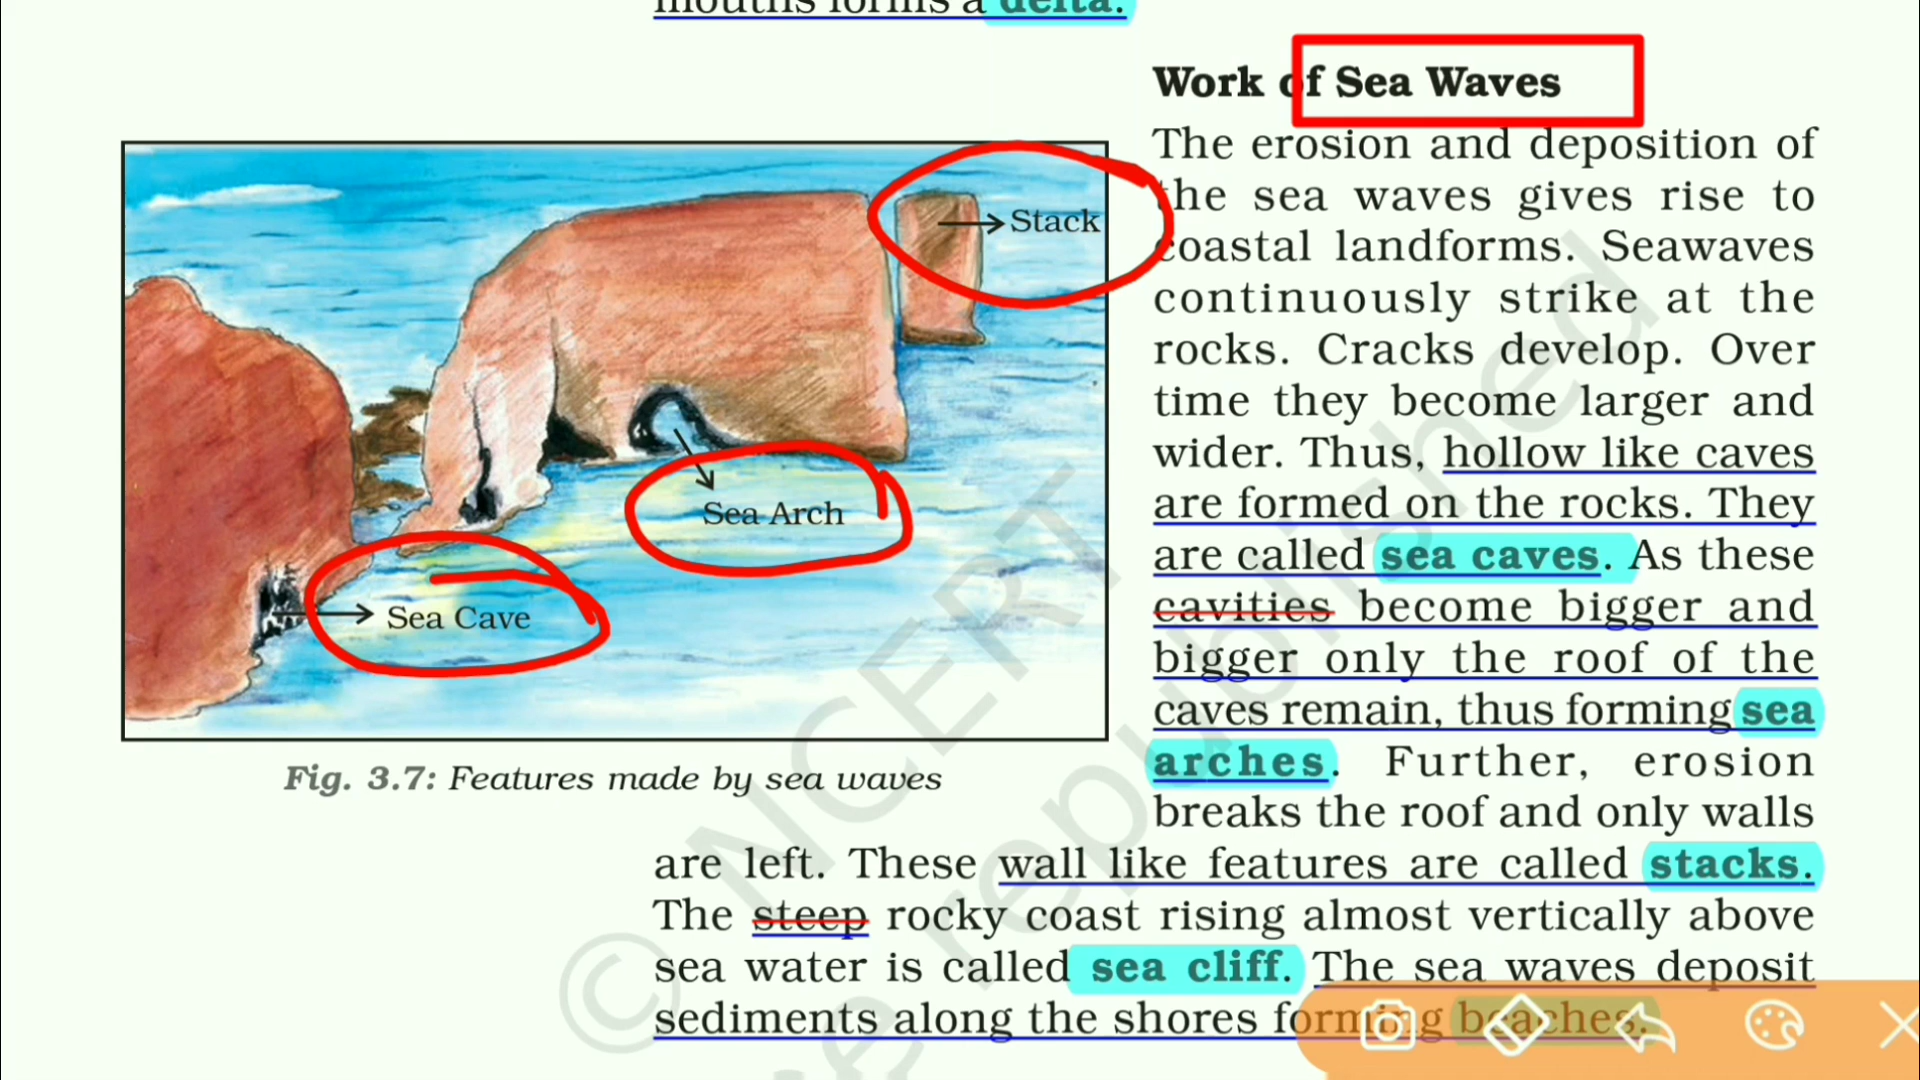 mouths forms a delta.
Work of Sea Waves
The erosion and deposition of
the sea waves gives rise to
coastal landforms. Seawaves
continuously strike at the
rocks. Cracks develop. Over
time they become larger and
wider. Thus, hollow like caves
are formed on the rocks. They
are called sea caves. As these
cavities become bigger and
bigger only the roof of the
caves remain, thus forming sea
arches. Further, erosion
breaks the roof and only walls
are left. These wall like features are called stacks.
The steep rocky coast rising almost vertically above
sea water is called sea cliff. The sea waves deposit
sediments along the shores forming beaches.
Stack
Sea Arch
Sea Cave
Fig. 3.7: Features made by sea waves
© NCERT
republished